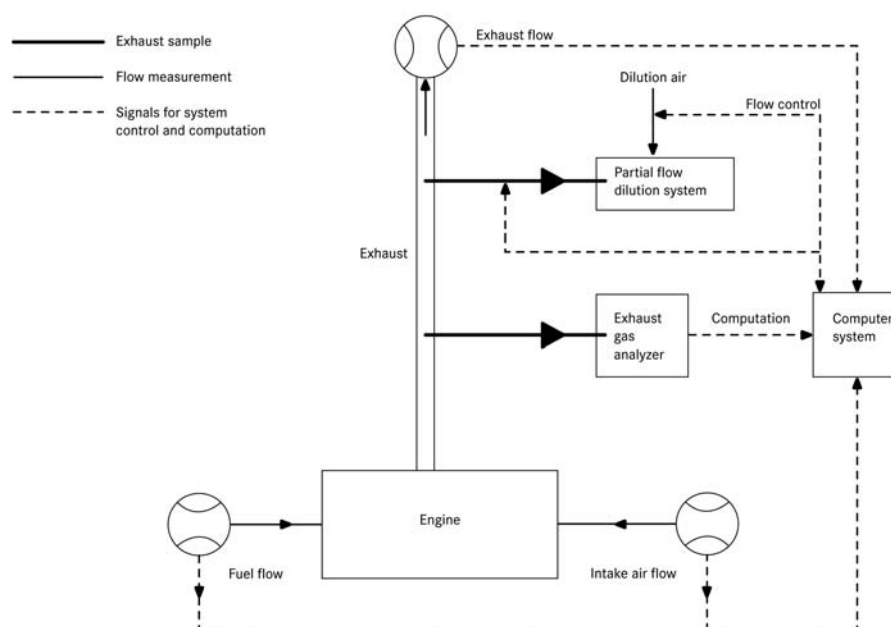 Exhaust sample
Flow measurement
Signals for system
control and computation
Exhaust flow
Dilution air
Flow control
Partial flow
dilution system
Exhaust
Exhaust
gas
analyzer
Computation
Computer
system
Engine
Fuel flow
Intake air flow